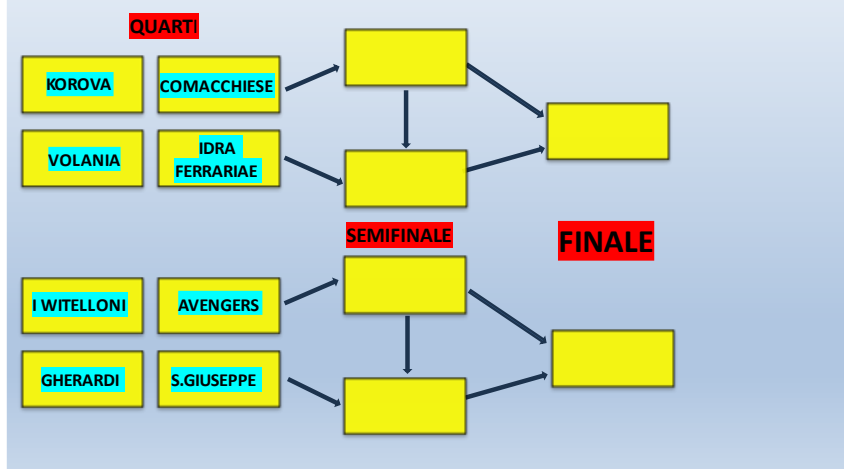 QUARTI
KOROVA
COMACCHIESE
VOLANIA
IDRA
FERRARIAE
SEMIFINALE
FINALE
I WITELLONI
AVENGERS
GHERARDI
S.GIUSEPPE